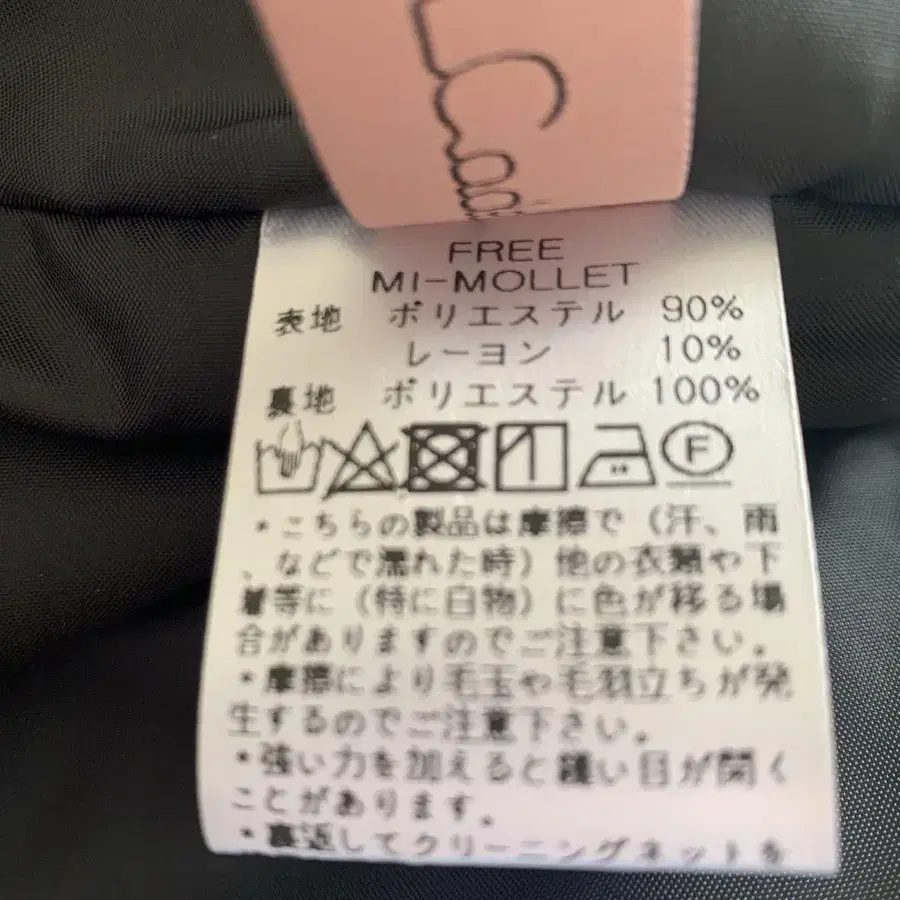 FREE
MI-MOLLET
表地 ポリエステル 90%
レーヨン 10%
裏地 ポリエステル 100%
F
*こちらの製品は摩擦で(汗、雨
、などで濡れた時)他の衣類や下
着等に(特に白物)に色が移る場
合がありますのでご注意下さい。
*摩擦により毛玉や毛羽立ちが発
生するのでご注意下さい。
*強い力を加えると縫い目が開く
ことがあります。
*裏返してクリーニングネットを